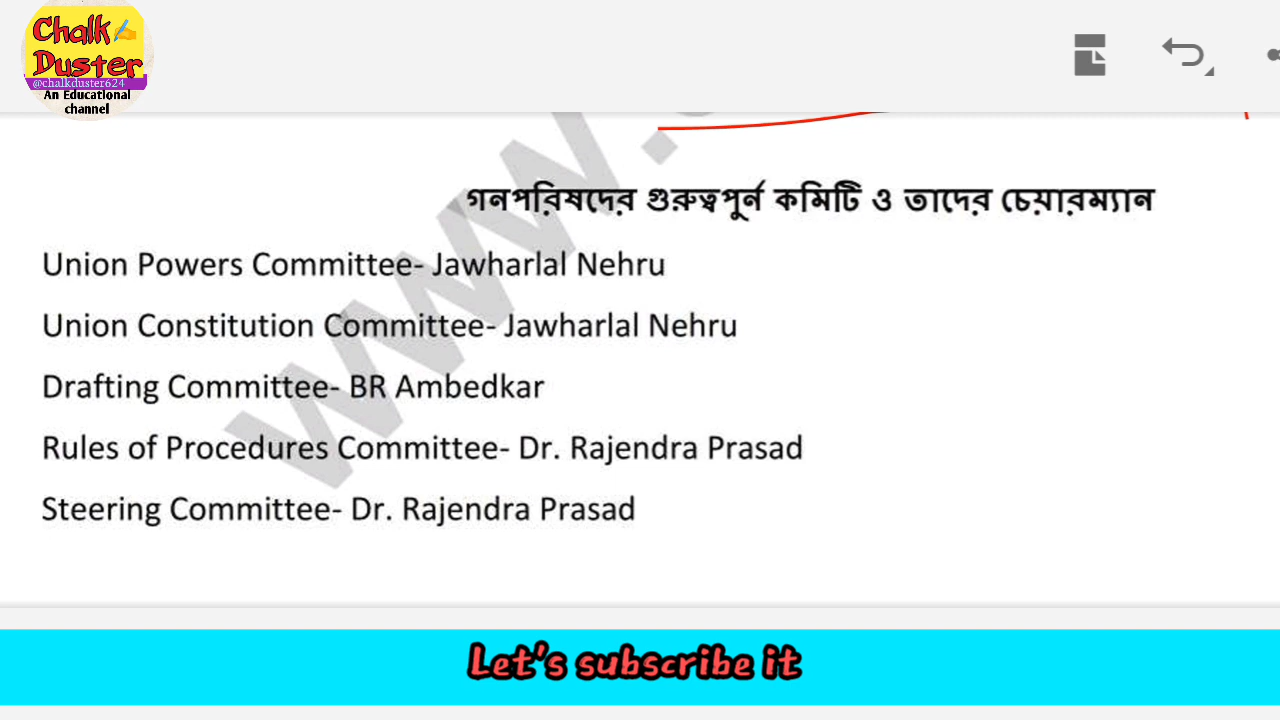 Chalk
Duster
@chalkduster624
An Educational
channel
গনপরিষদের গুরুত্বপুর্ন কমিটি ও তাদের চেয়ারম্যান
Union Powers Committee- Jawharlal Nehru
Union Constitution Committee- Jawharlal Nehru
Drafting Committee- BR Ambedkar
Rules of Procedures Committee- Dr. Rajendra Prasad
Steering Committee- Dr. Rajendra Prasad
www.
Let's subscribe it